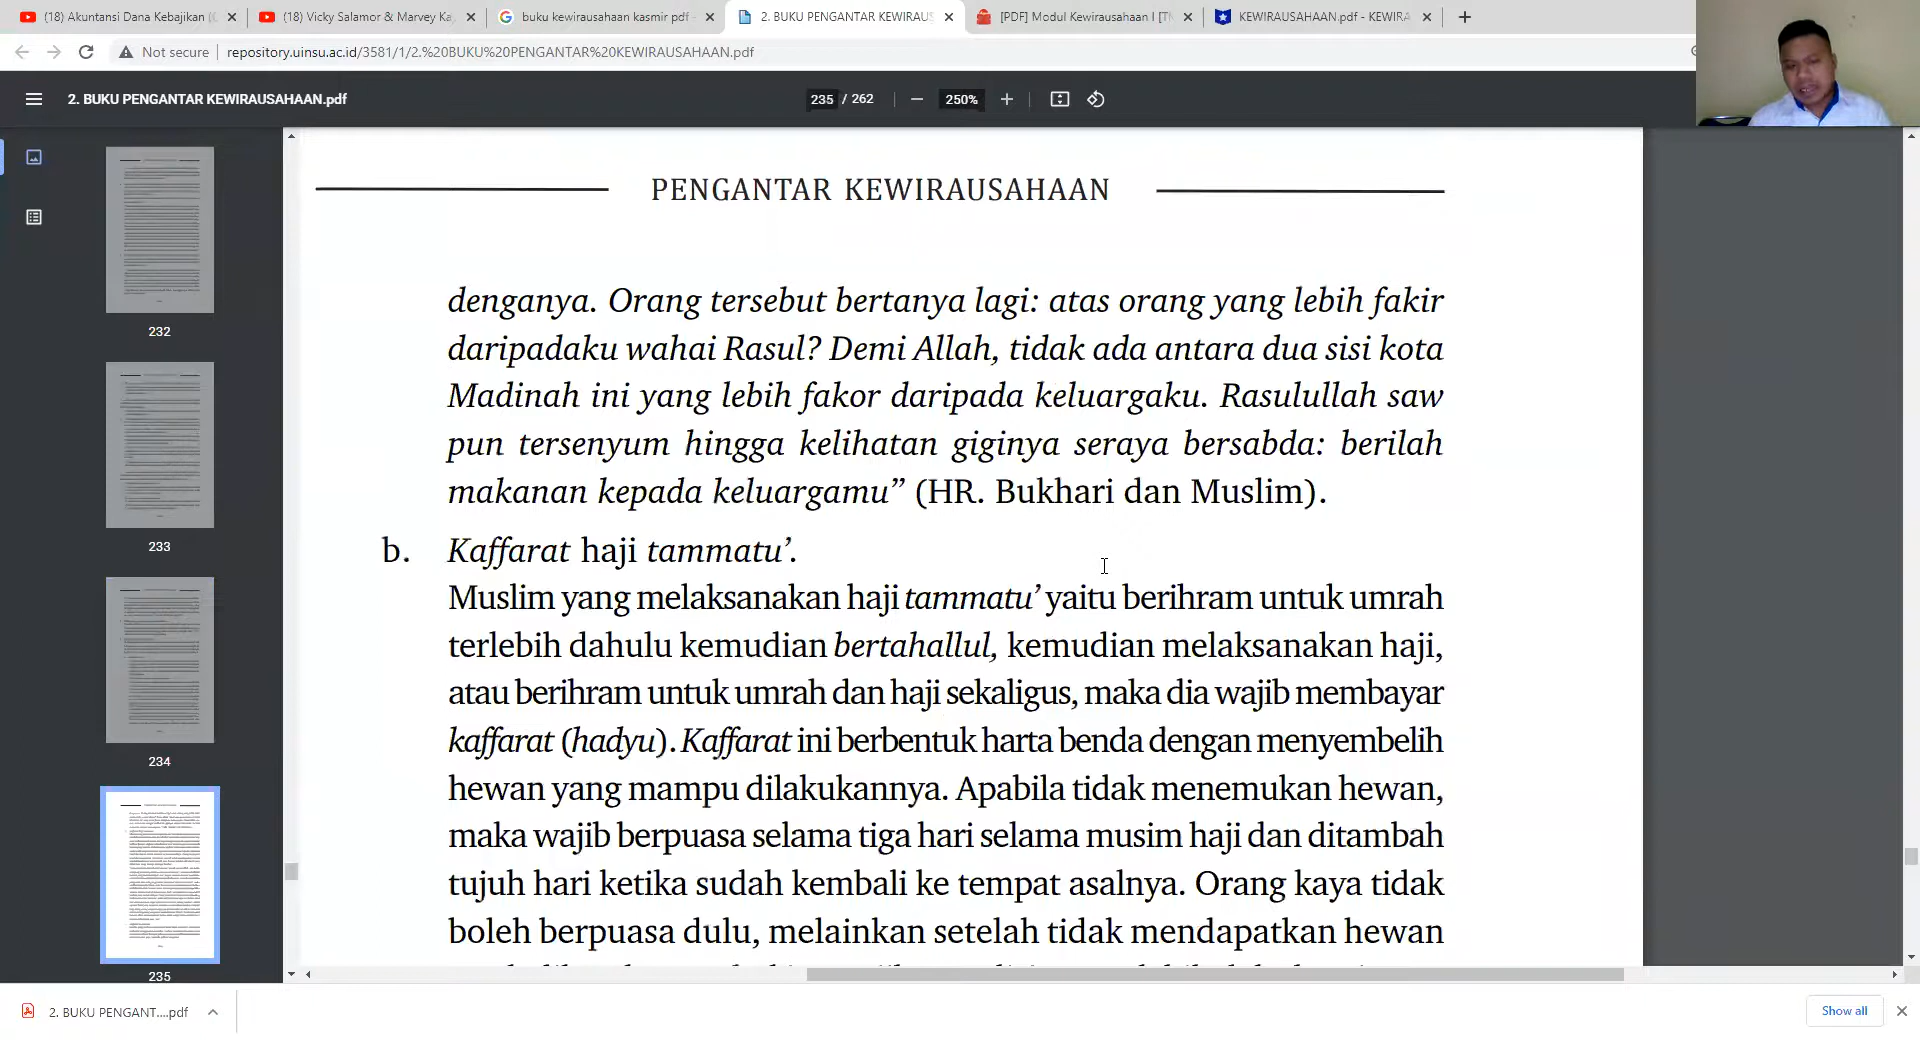 (18) Akuntansi Dana Kebajikan (
(18) Vicky Salamor & Marvey Ka
buku kewirausahaan kasmir pdf -
2. BUKU PENGANTAR KEWIRAUS
[PDF] Modul Kewirausahaan I [TM
KEWIRAUSAHAAN.pdf - KEWIRA
Not secure
repository.uinsu.ac.id/3581/1/2.%20BUKU%20PENGANTAR%20KEWIRAUSAHAAN.pdf
2. BUKU PENGANTAR KEWIRAUSAHAAN.pdf
235 / 262
250%
232
233
234
235
PENGANTAR KEWIRAUSAHAAN
denganya. Orang tersebut bertanya lagi: atas orang yang lebih fakir
daripadaku wahai Rasul? Demi Allah, tidak ada antara dua sisi kota
Madinah ini yang lebih fakor daripada keluargaku. Rasulullah saw
pun tersenyum hingga kelihatan giginya seraya bersabda: berilah
makanan kepada keluargamu” (HR. Bukhari dan Muslim).
b. Kaffarat haji tammatu’.
Muslim yang melaksanakan haji tammatu’ yaitu berihram untuk umrah
terlebih dahulu kemudian bertahallul, kemudian melaksanakan haji,
atau berihram untuk umrah dan haji sekaligus, maka dia wajib membayar
kaffarat (hadyu). Kaffarat ini berbentuk harta benda dengan menyembelih
hewan yang mampu dilakukannya. Apabila tidak menemukan hewan,
maka wajib berpuasa selama tiga hari selama musim haji dan ditambah
tujuh hari ketika sudah kembali ke tempat asalnya. Orang kaya tidak
boleh berpuasa dulu, melainkan setelah tidak mendapatkan hewan
2. BUKU PENGANT....pdf
Show all